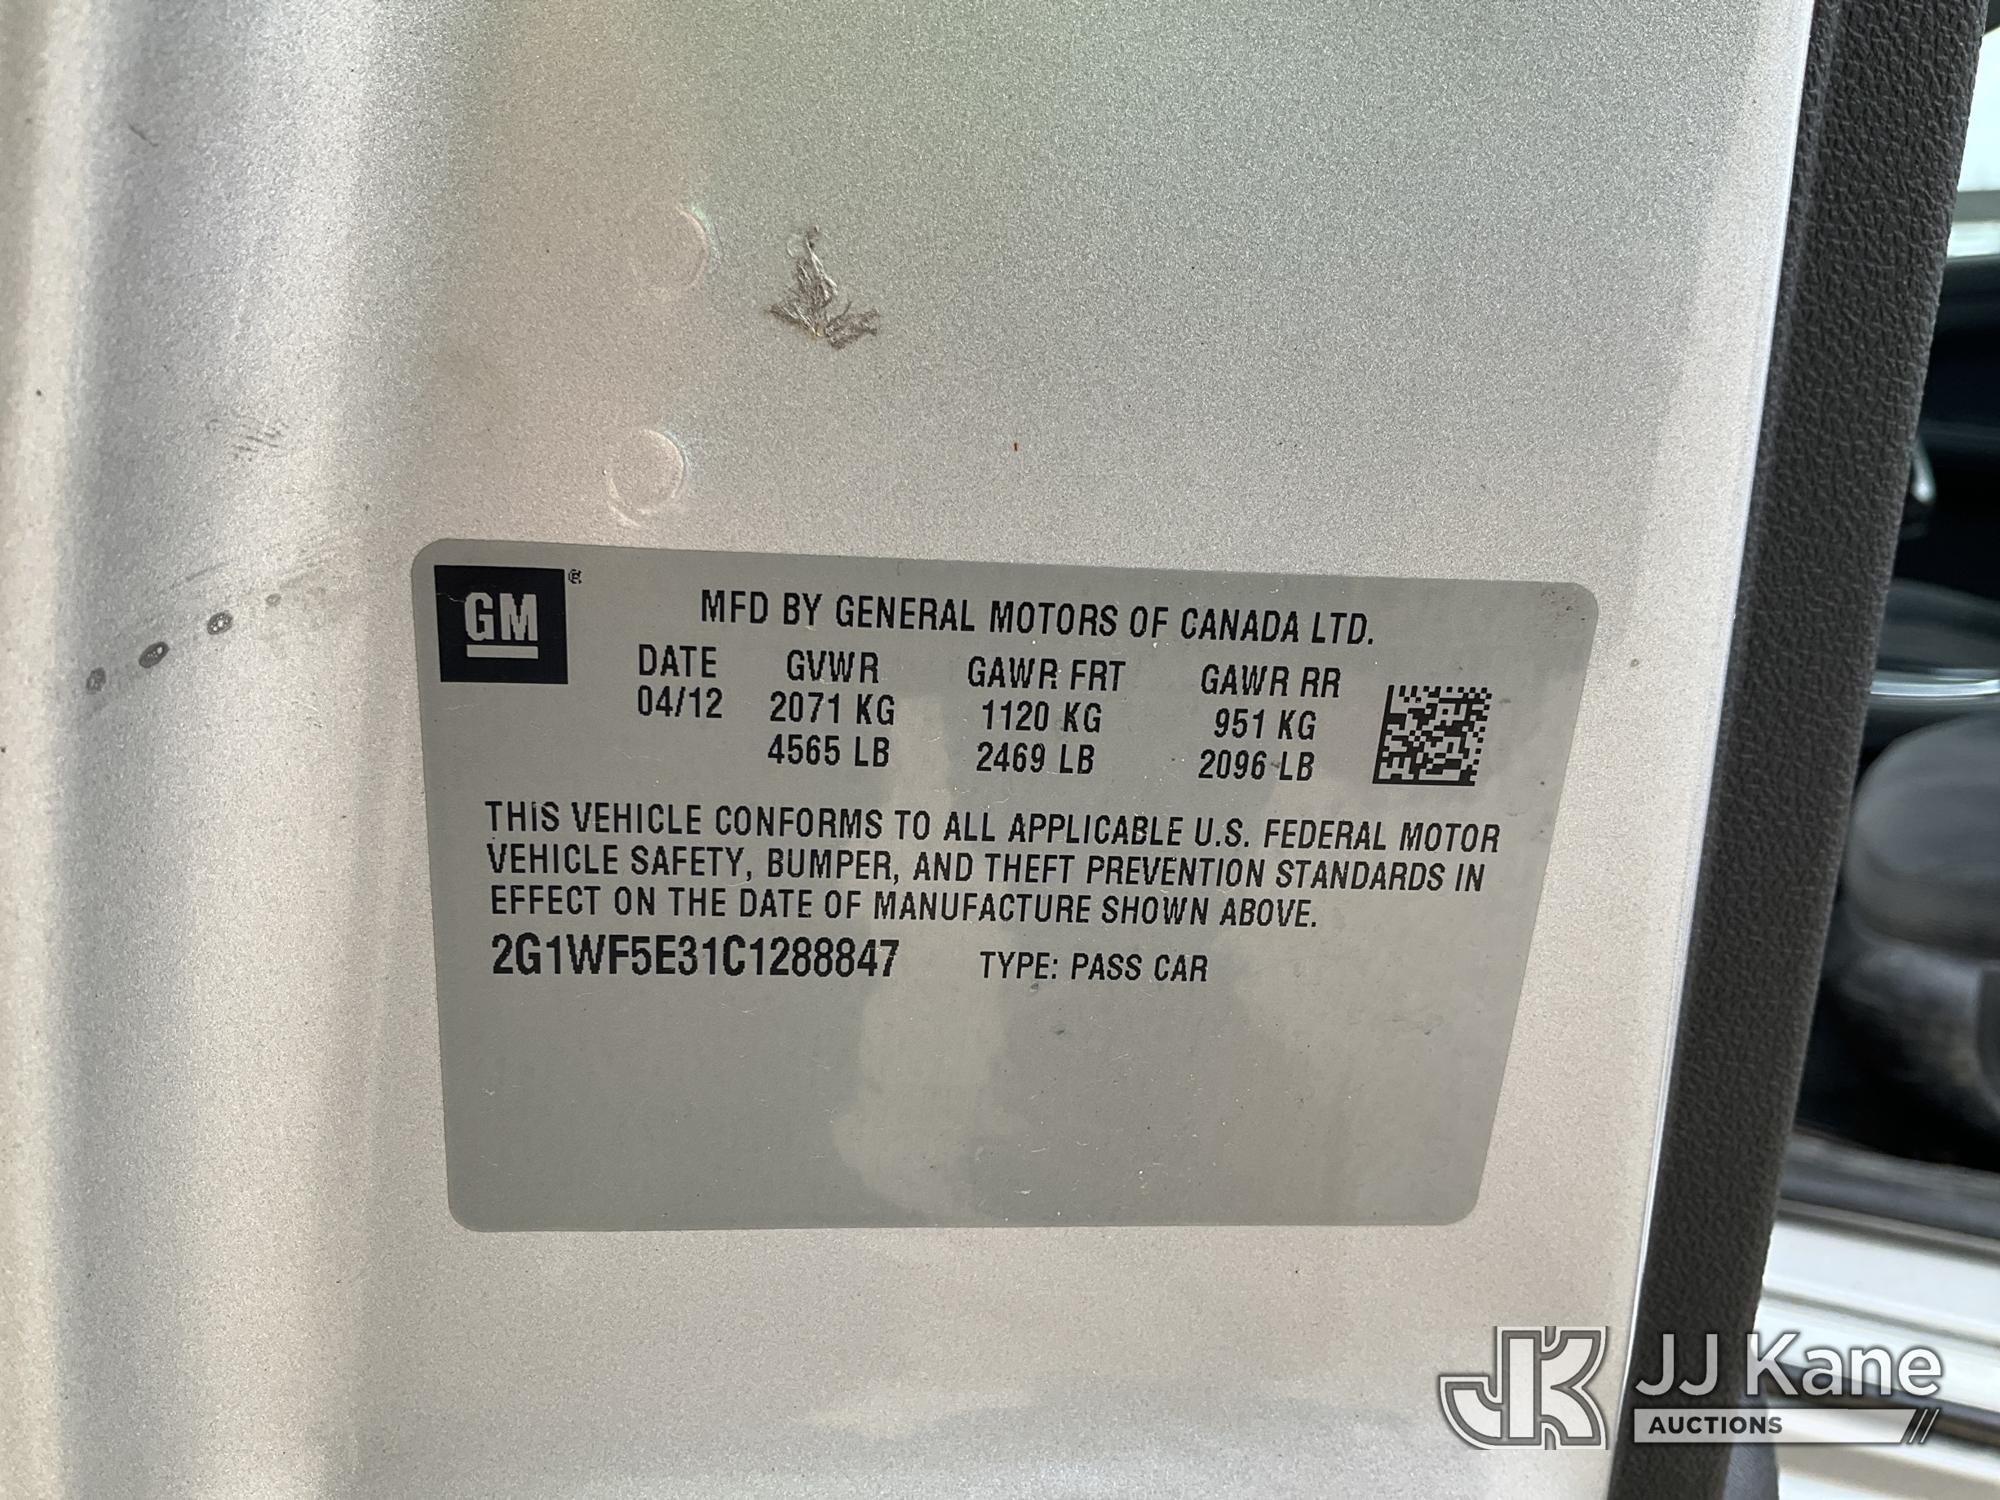 GM ®
MFD BY GENERAL MOTORS OF CANADA LTD.
DATE GVWR GAWR FRT GAWR RR
04/12 2071 KG 1120 KG 951 KG
4565 LB 2469 LB 2096 LB
THIS VEHICLE CONFORMS TO ALL APPLICABLE U.S. FEDERAL MOTOR
VEHICLE SAFETY, BUMPER, AND THEFT PREVENTION STANDARDS IN
EFFECT ON THE DATE OF MANUFACTURE SHOWN ABOVE.
2G1WF5E31C1288847 TYPE: PASS CAR
JK JJ Kane
AUCTIONS